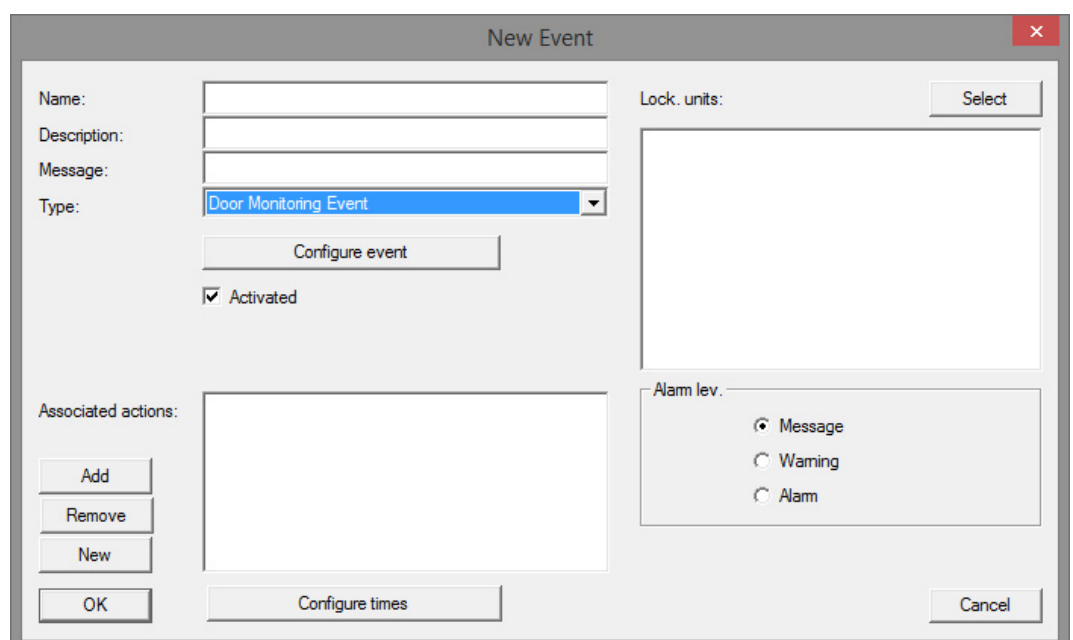 New Event
Name:
Lock. units:
Select
Description:
Message:
Type:
Door Monitoring Event
Configure event
Activated
Alarm lev.
Associated actions:
Message
Warning
Alarm
Add
Remove
New
OK
Configure times
Cancel